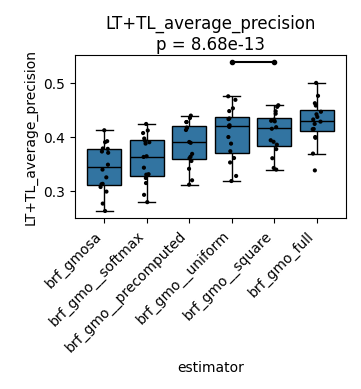 LT+TL_average_precision
p = 8.68e-13
LT+TL_average_precision
0.5
0.4
0.3
brf_gmosa
brf_gmo__softmax
brf_gmo__precomputed
brf_gmo__uniform
brf_gmo__square
brf_gmo_full
estimator